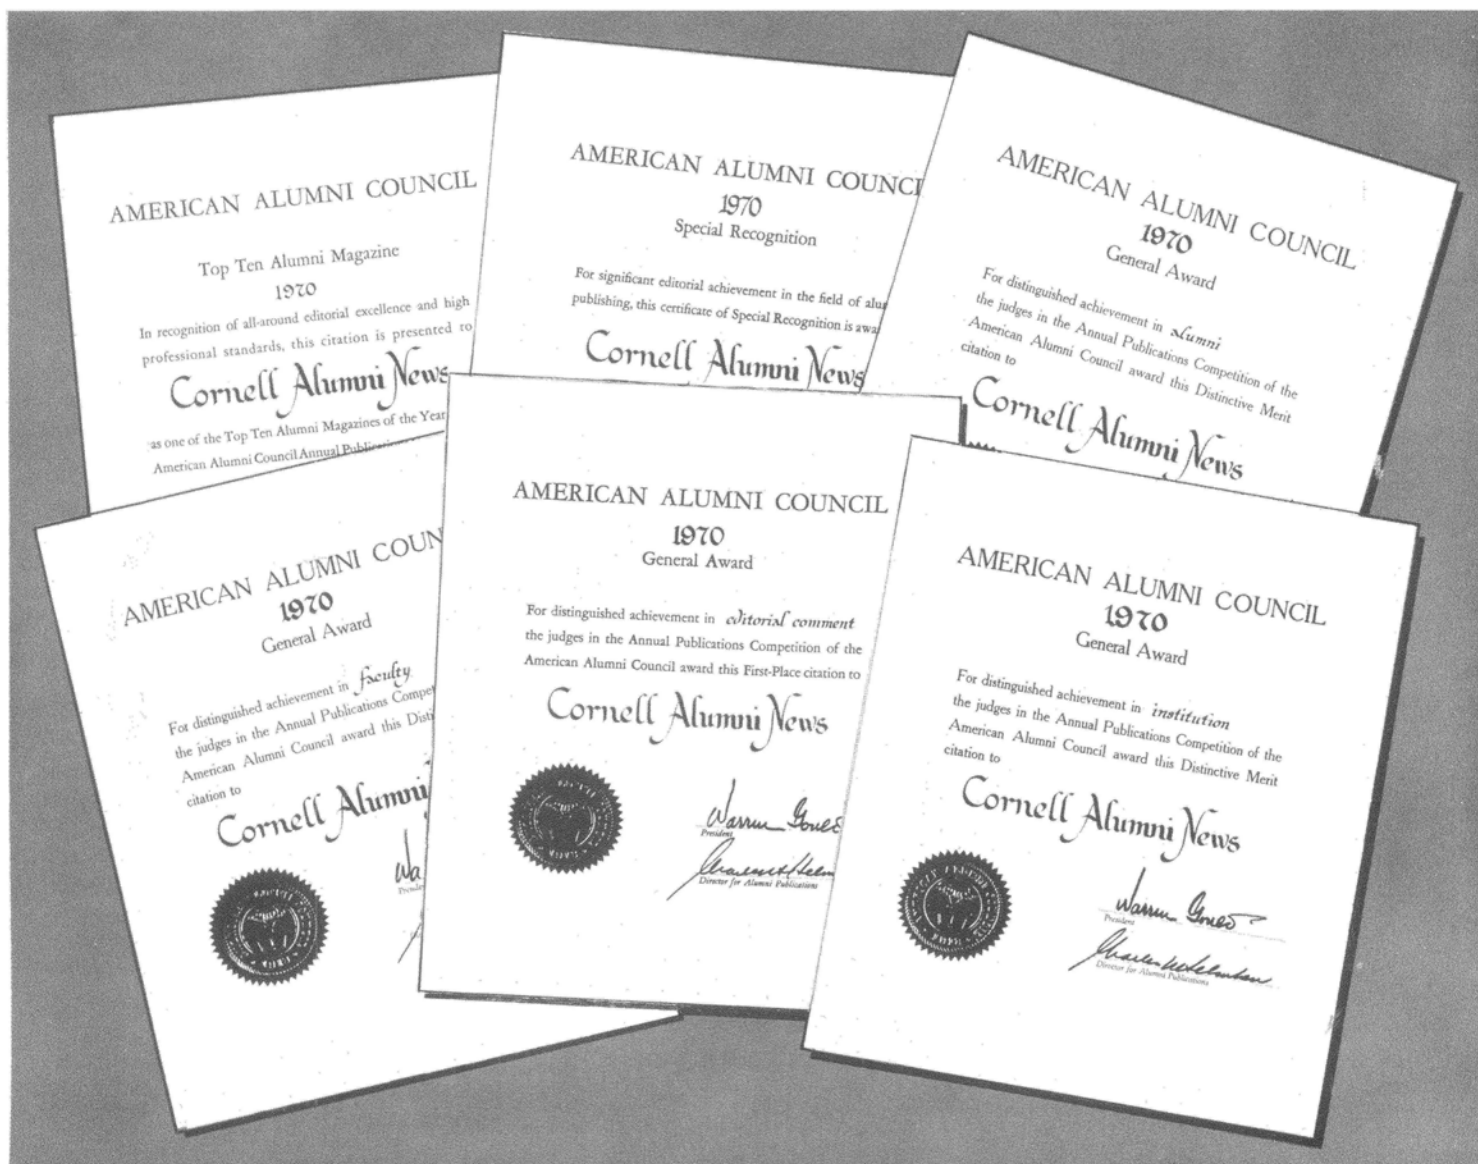 AMERICAN ALUMNI COUNCIL
Top Ten Alumni Magazine
1970
In recognition of all-around editorial excellence and high
professional standards, this citation is presented to
Cornell Alumni News
as one of the Top Ten Alumni Magazines of the Year
American Alumni Council Annual
AMERICAN ALUMNI
1970
Special Recognition
For significant editorial achievement in the field of
publishing, this certificate of Special Recognition is
Cornell Alumni News
AMERICAN ALUMNI COUNCIL
1970
General Award
For distinguished achievement in alumni
the judges in the Annual Publications Competition of the
American Alumni Council award this Distinctive Merit
citation to
Cornell Alumni News
AMERICAN ALUMNI
1970
General Award
For distinguished achievement in faculty
the judges in the Annual Publications
American Alumni Council award this
citation to
Cornell Alumni
AMERICAN ALUMNI COUNCIL
1970
General Award
For distinguished achievement in editorial comment
the judges in the Annual Publications Competition of the
American Alumni Council award this First-Place citation to
Cornell Alumni News
Warren Gould
President
Director for Alumni Publications
AMERICAN ALUMNI COUNCIL
1970
General Award
For distinguished achievement in institution
the judges in the Annual Publications Competition of the
American Alumni Council award this Distinctive Merit
citation to
Cornell Alumni News
Warren Gould
President
Director for Alumni Publications